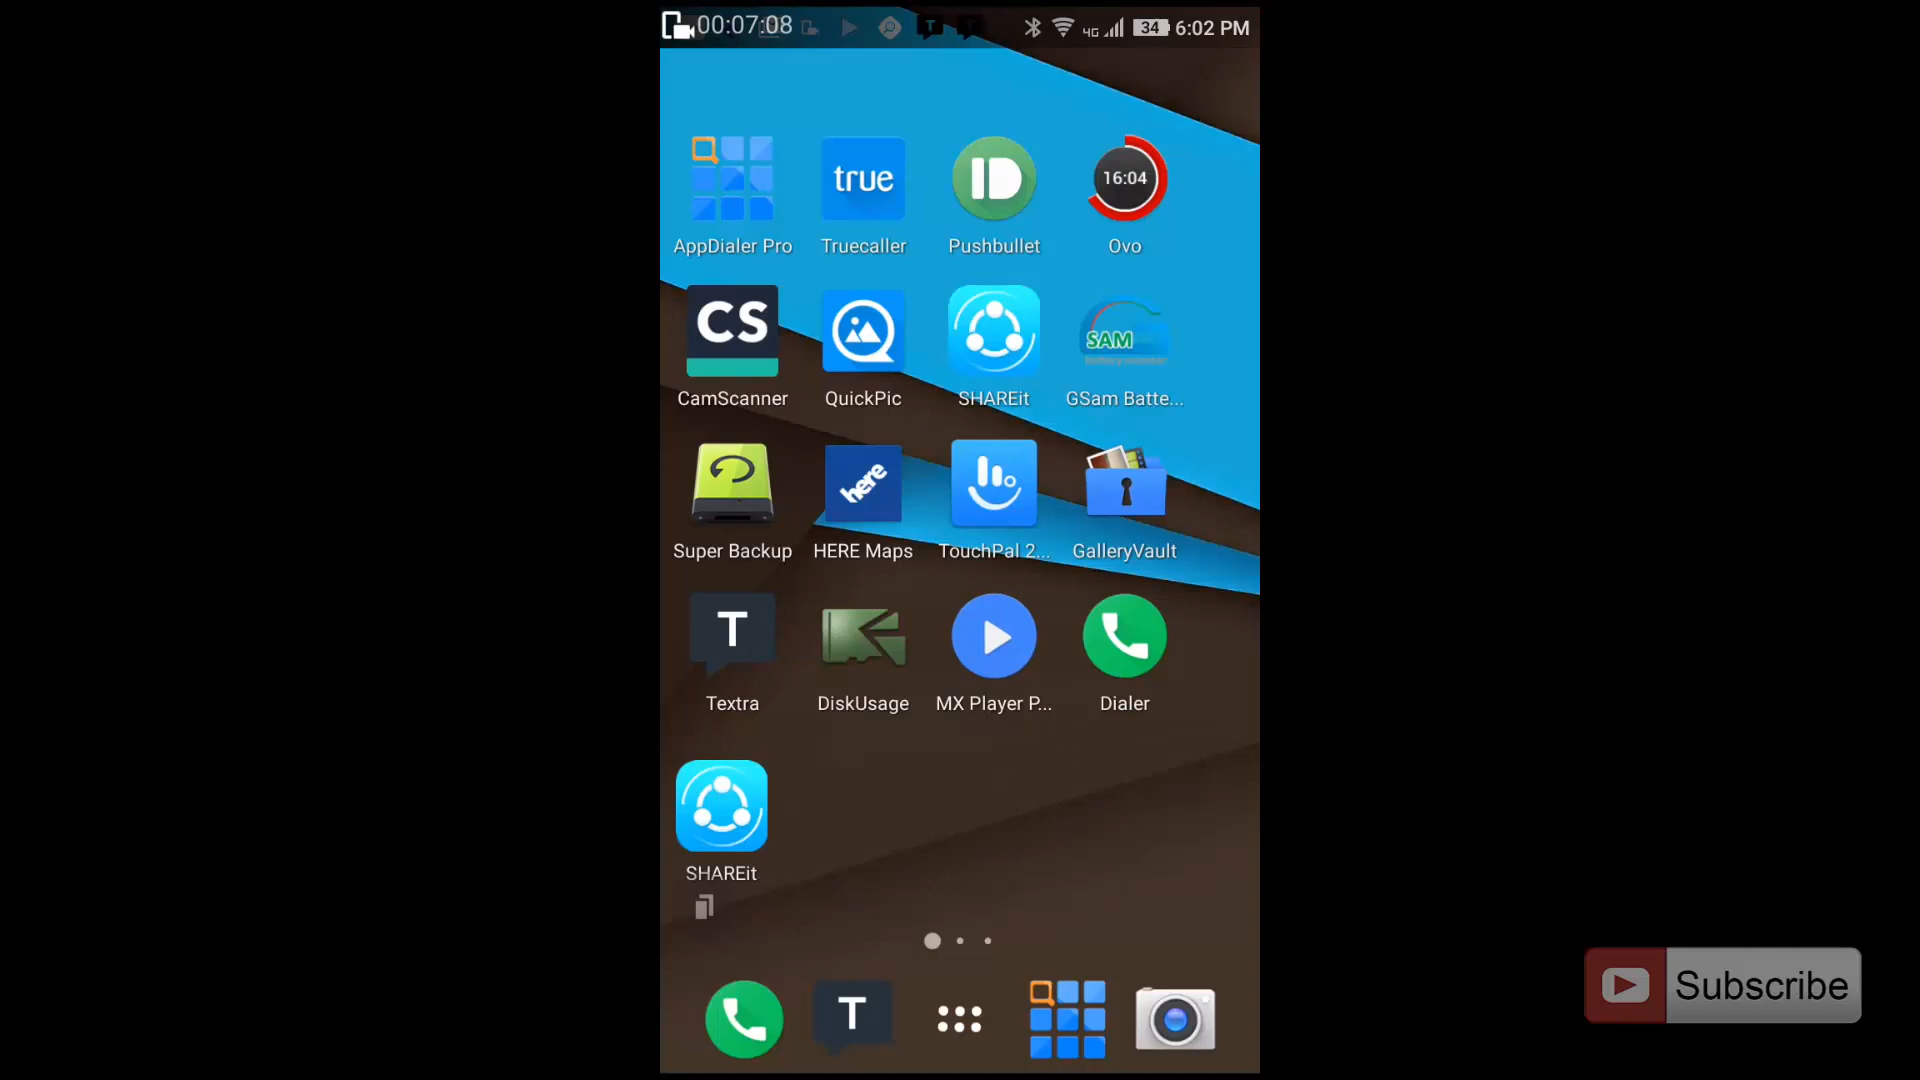 00:07:08 4G 34 6:02 PM
true 16:04
AppDialer Pro Truecaller Pushbullet Ovo
CS SAM
CamScanner QuickPic SHAREit GSam Batte...
here
Super Backup HERE Maps TouchPal 2... GalleryVault
T
Textra DiskUsage MX Player P... Dialer
SHAREit
T
Subscribe